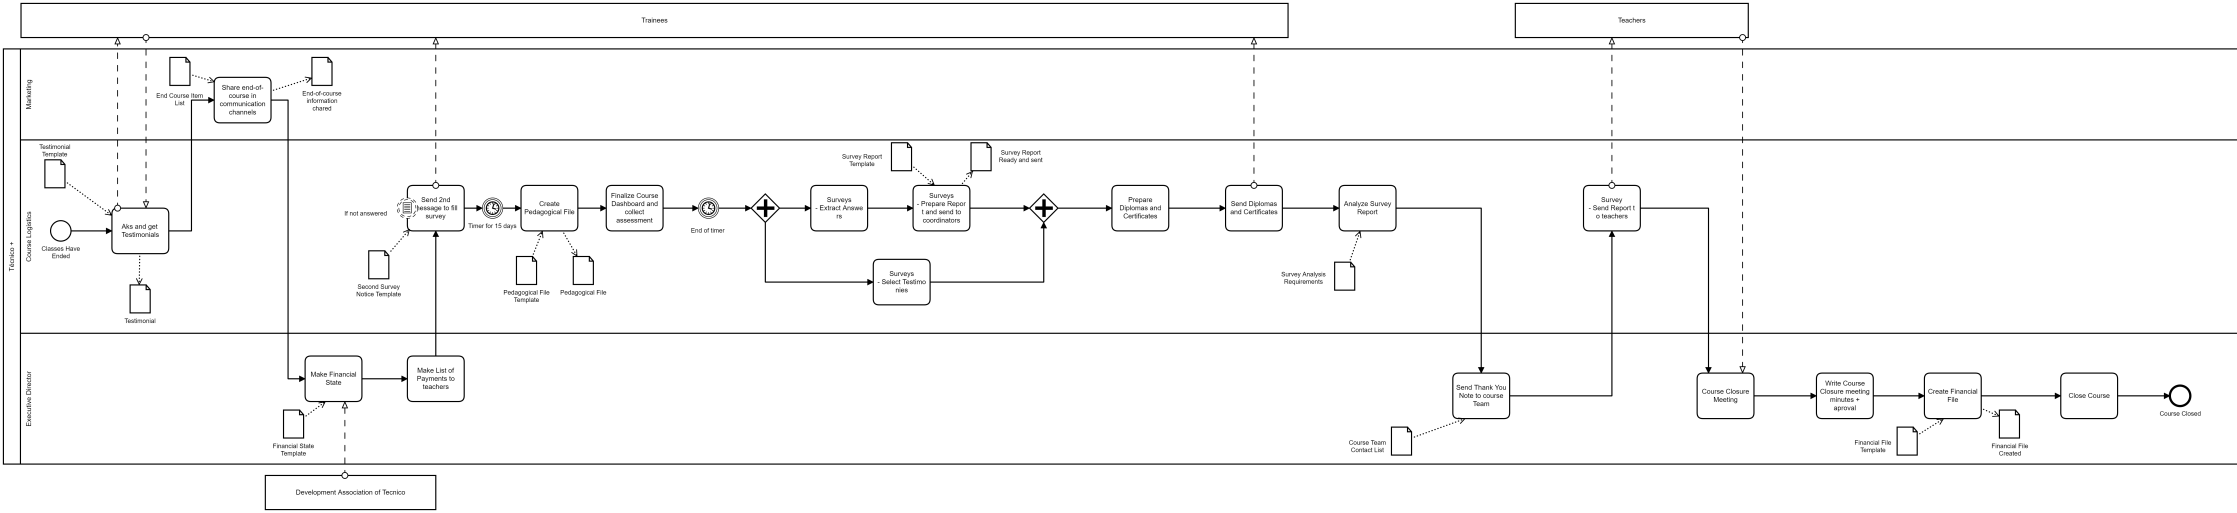 Trainees
Teachers
Técnico +
Marketing
End Course Item
List
Share end-of-
course in
communication
channels
End-of-course
information
chared
Course Logistics
Testimonial
Template
Classes Have
Ended
Aks and get
Testimonials
Testimonial
If not answered
Send 2nd
message to fill
survey
Second Survey
Notice Template
Timer for 15 days
Create
Pedagogical File
Pedagogical File
Template
Pedagogical File
Finalize Course
Dashboard and
collect
assessment
End of timer
Surveys
- Extract Answe
rs
Survey Report
Template
Surveys
- Prepare Repor
t and send to
coordinators
Survey Report
Ready and sent
Surveys
- Select Testimo
nies
Prepare
Diplomas and
Certificates
Send Diplomas
and Certificates
Analyze Survey
Report
Survey Analysis
Requirements
Survey
- Send Report t
o teachers
Executive Director
Make Financial
State
Financial State
Template
Make List of
Payments to
teachers
Send Thank You
Note to course
Team
Course Team
Contact List
Course Closure
Meeting
Write Course
Closure meeting
minutes +
aproval
Create Financial
File
Financial File
Template
Financial File
Created
Close Course
Course Closed
Development Association of Tecnico